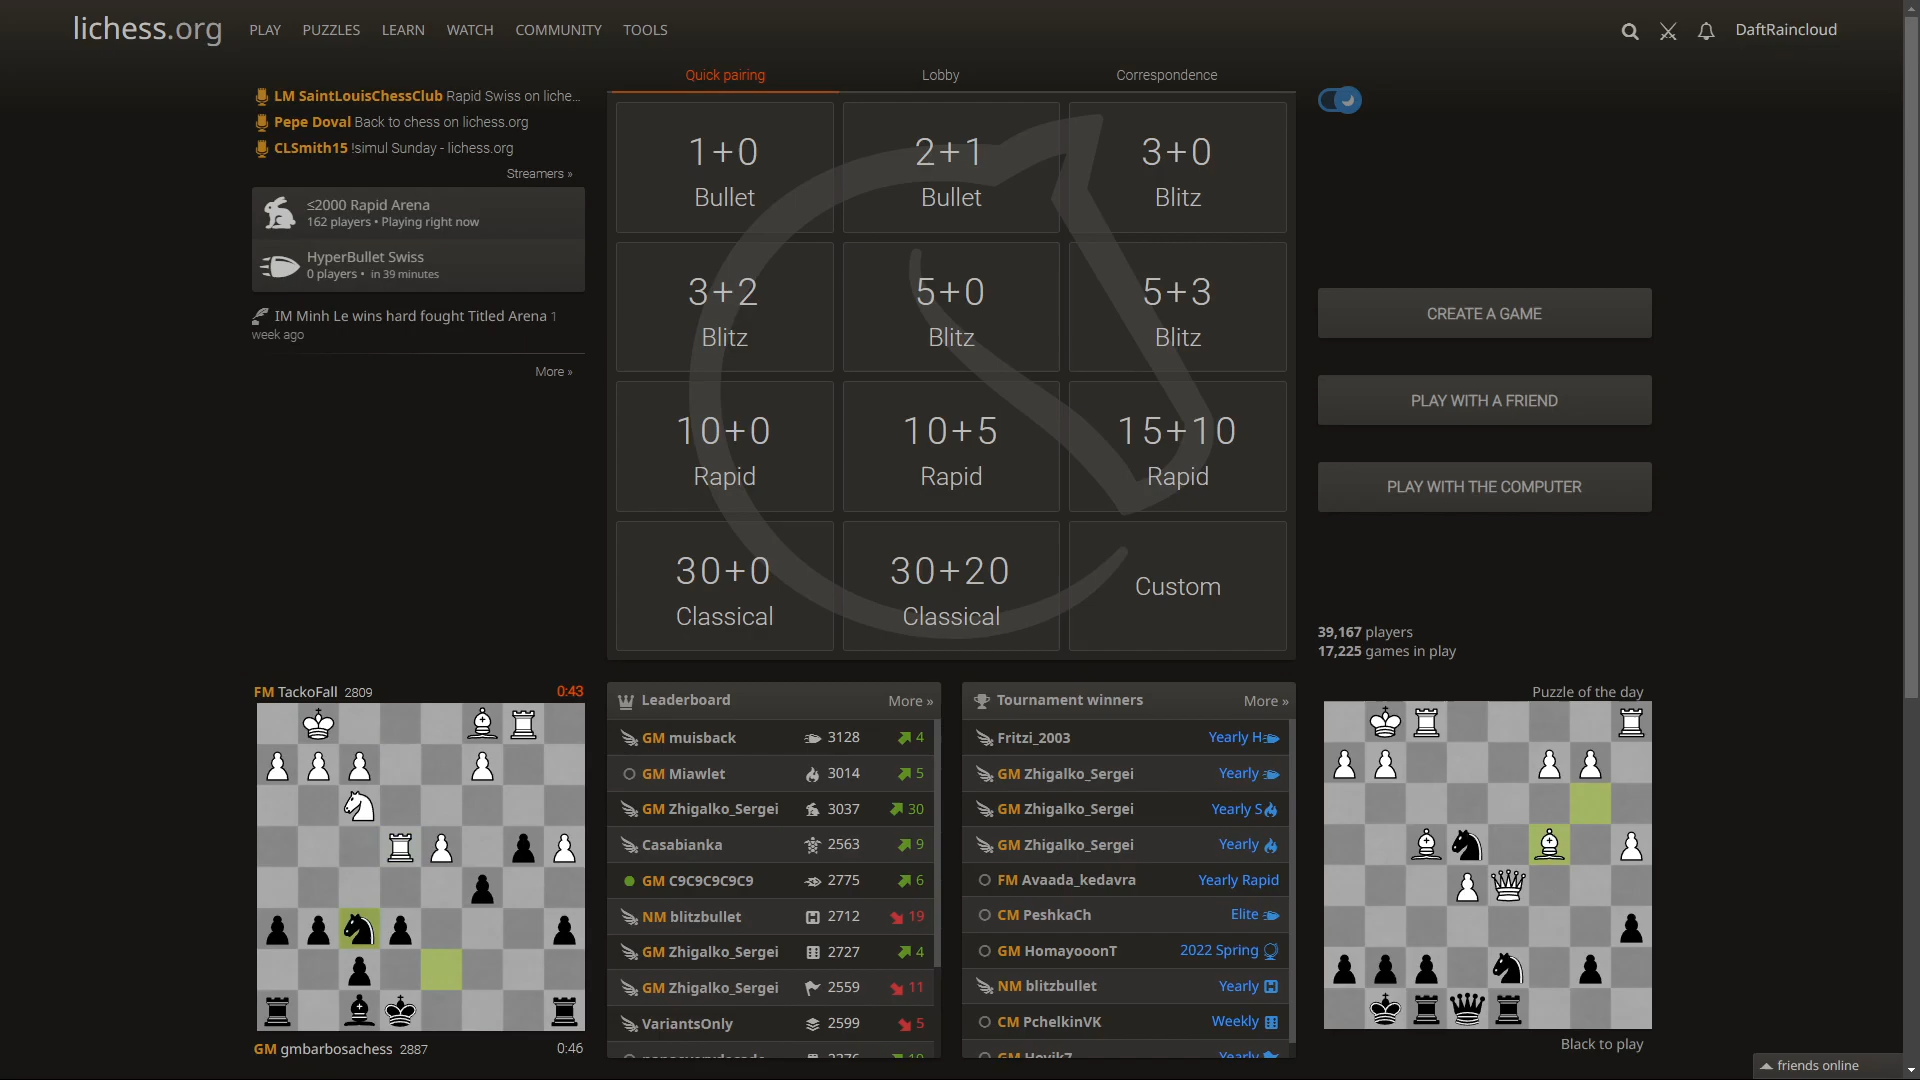 lichess.org
PLAY PUZZLES LEARN WATCH COMMUNITY TOOLS
DaftRaincloud
LM SaintLouisChessClub Rapid Swiss on liche...
Pepe Doval Back to chess on lichess.org
CLSmith15 !simul Sunday - lichess.org
Streamers »
≤2000 Rapid Arena
162 players • Playing right now
HyperBullet Swiss
0 players • in 39 minutes
IM Minh Le wins hard fought Titled Arena 1
week ago
More »
Quick pairing Lobby Correspondence
1+0 2+1 3+0
Bullet Bullet Blitz
3+2 5+0 5+3
Blitz Blitz Blitz
10+0 10+5 15+10
Rapid Rapid Rapid
30+0 30+20
Custom
Classical Classical
CREATE A GAME
PLAY WITH A FRIEND
PLAY WITH THE COMPUTER
39,167 players
17,225 games in play
FM TackoFall 2809 0:43
GM gmbarbosachess 2887 0:46
Leaderboard More »
GM muisback 3128 4
GM Miawlet 3014 5
GM Zhigalko_Sergei 3037 30
Casabianka 2563 9
GM C9C9C9C9C9 2775 6
NM blitzbullet 2712 19
GM Zhigalko_Sergei 2727 4
GM Zhigalko_Sergei 2559 11
VariantsOnly 2599 5
Tournament winners More »
Fritzi_2003 Yearly H
GM Zhigalko_Sergei Yearly
GM Zhigalko_Sergei Yearly S
GM Zhigalko_Sergei Yearly
FM Avaada_kedavra Yearly Rapid
CM PeshkaCh Elite
GM HomayooonT 2022 Spring
NM blitzbullet Yearly
CM PchelkinVK Weekly
GM Hovik7 Yearly
Puzzle of the day
Black to play
friends online